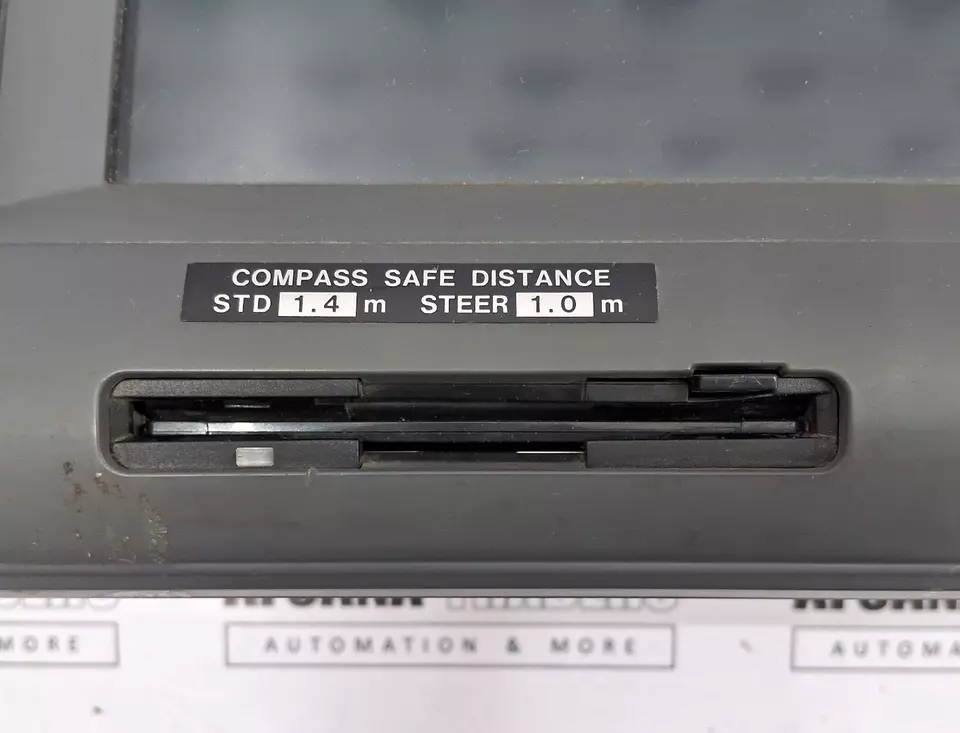 COMPASS SAFE DISTANCE
STD 1.4 m STEER 1.0 m
MORE
AUTOMATION & MORE
AUTOMA